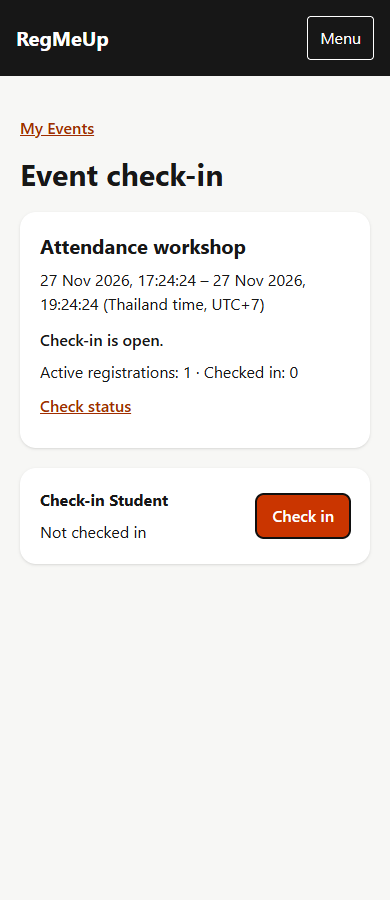 RegMeUp
Menu
My Events
Event check-in
Attendance workshop
27 Nov 2026, 17:24:24 – 27 Nov 2026,
19:24:24 (Thailand time, UTC+7)
Check-in is open.
Active registrations: 1 · Checked in: 0
Check status
Check-in Student
Not checked in
Check in